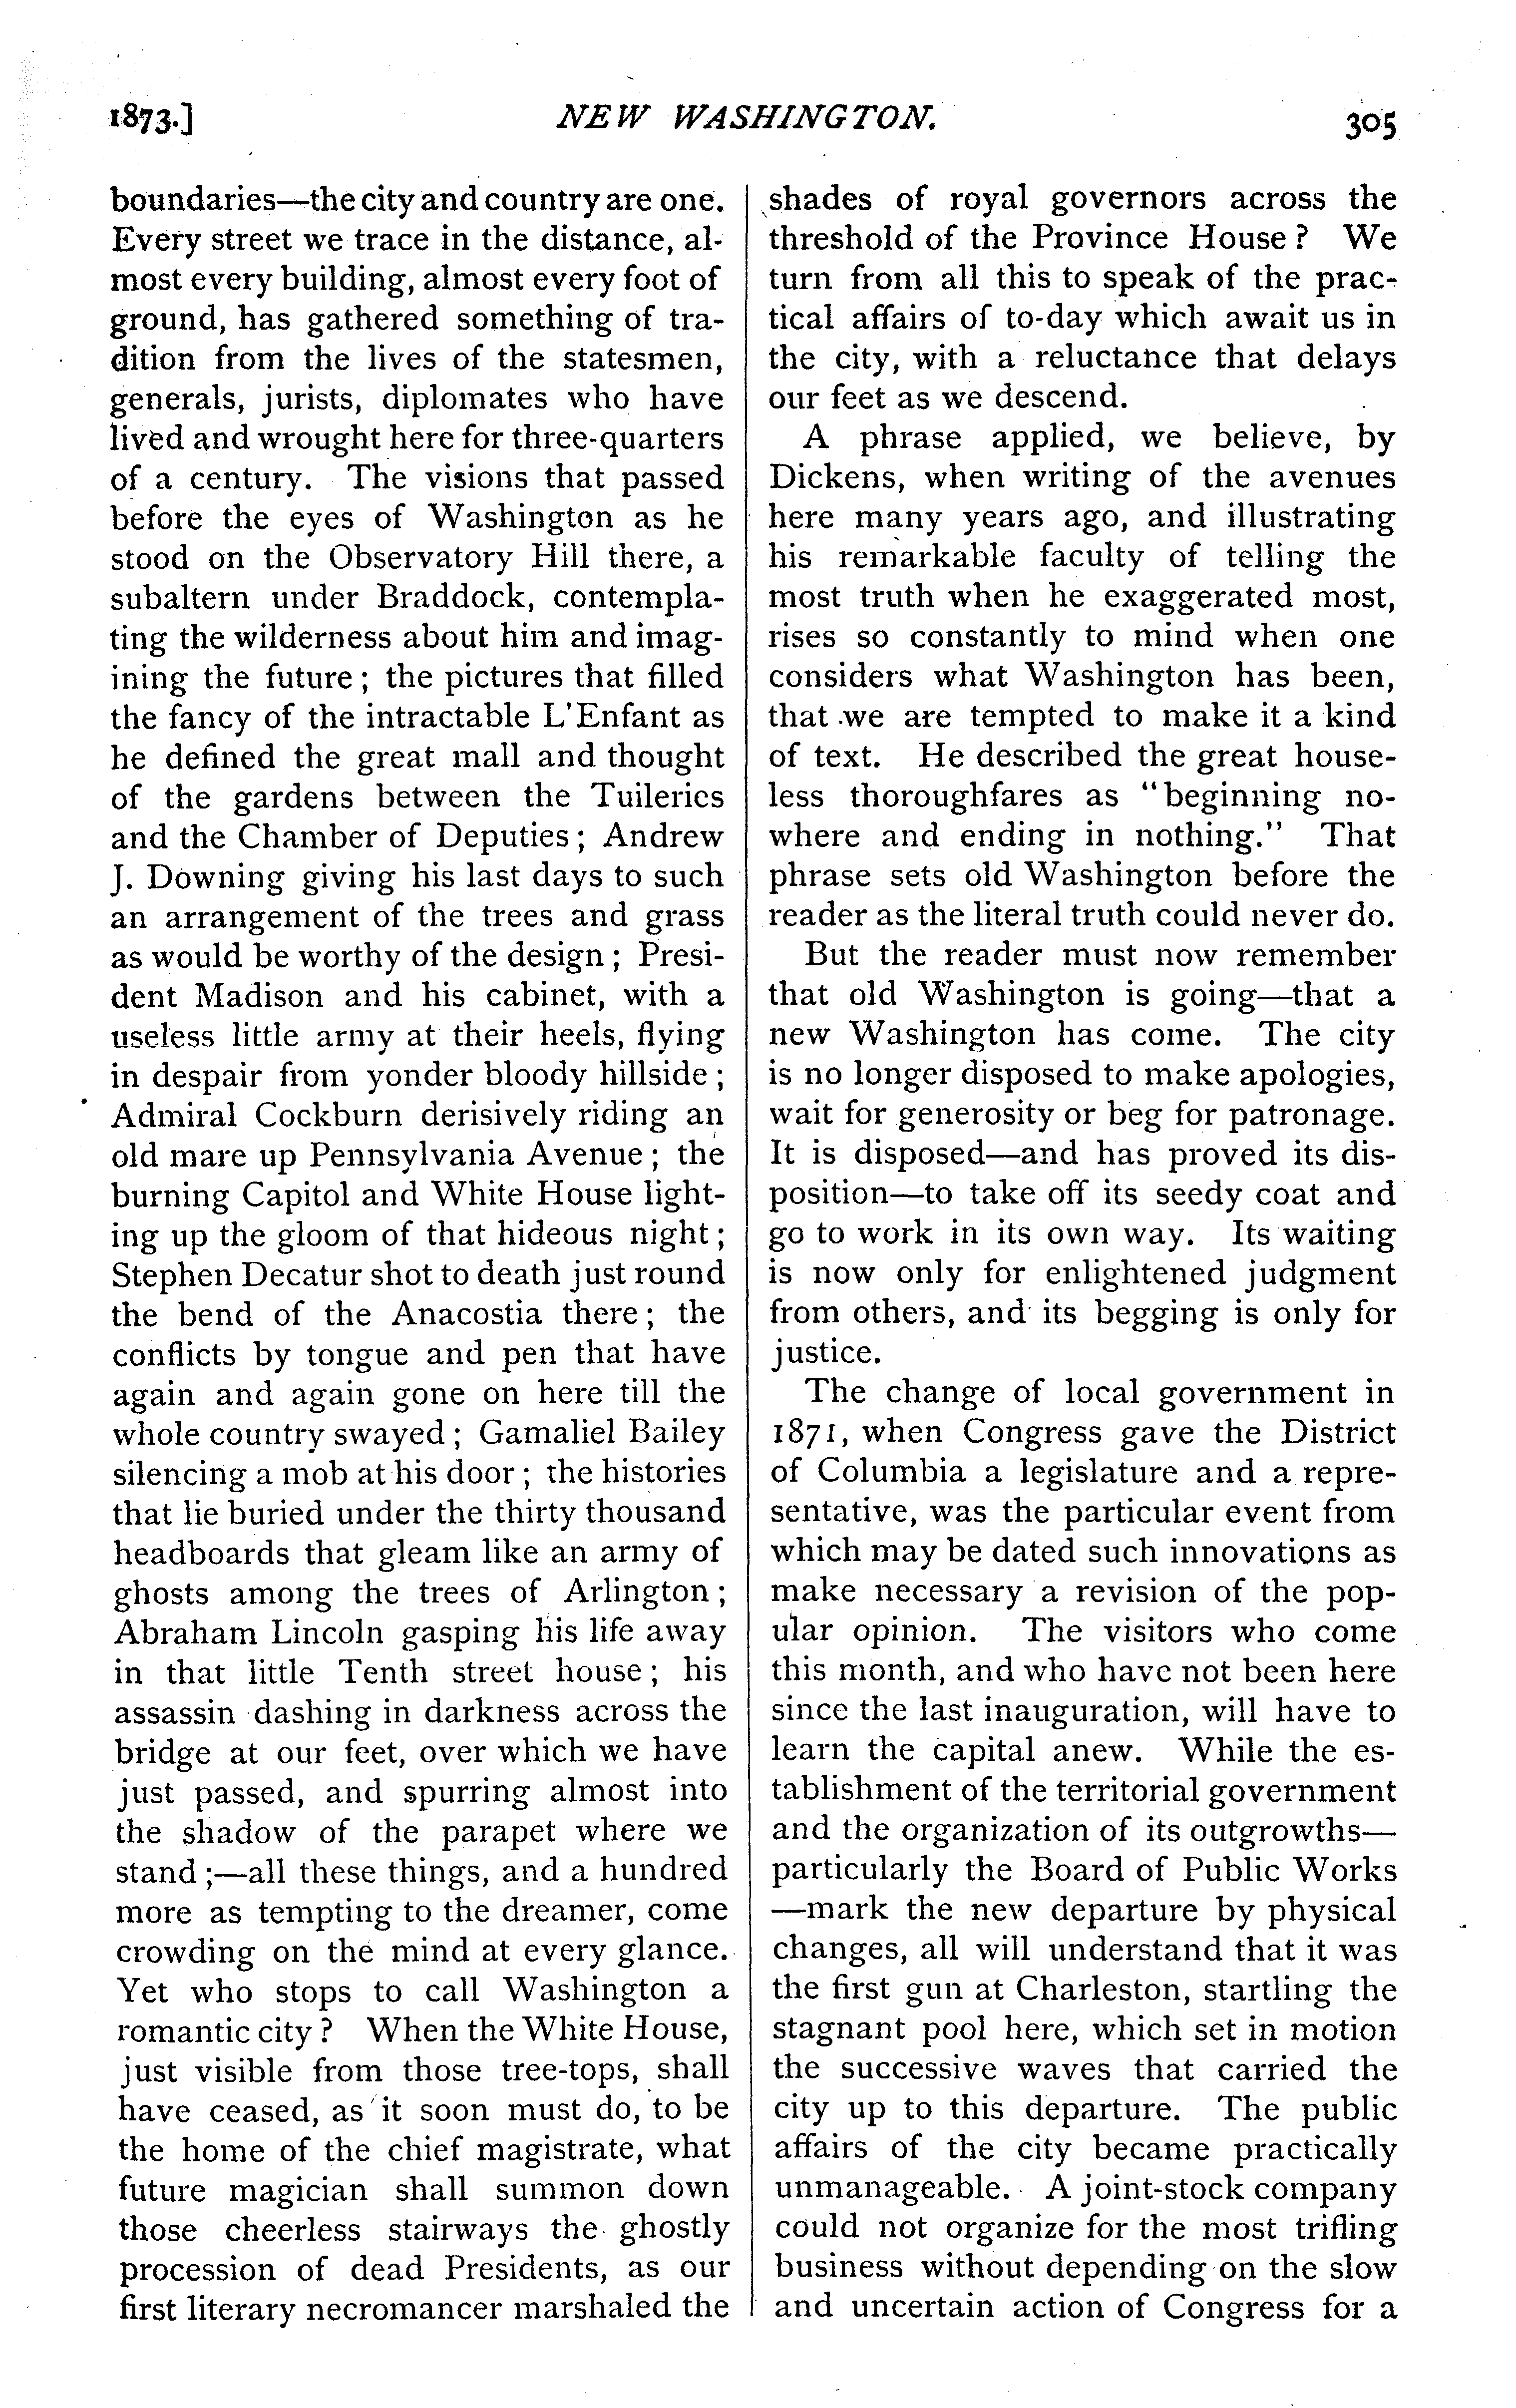 1873.]
NEW WASHINGTON.
305
boundaries—the city and country are one.
Every street we trace in the distance, al-
most every building, almost every foot of
ground, has gathered something of tra-
dition from the lives of the statesmen,
generals, jurists, diplomates who have
lived and wrought here for three-quarters
of a century. The visions that passed
before the eyes of Washington as he
stood on the Observatory Hill there, a
subaltern under Braddock, contempla-
ting the wilderness about him and imag-
ining the future; the pictures that filled
the fancy of the intractable L'Enfant as
he defined the great mall and thought
of the gardens between the Tuileries
and the Chamber of Deputies; Andrew
J. Downing giving his last days to such
an arrangement of the trees and grass
as would be worthy of the design; Presi-
dent Madison and his cabinet, with a
useless little army at their heels, flying
in despair from yonder bloody hillside;
Admiral Cockburn derisively riding an
old mare up Pennsylvania Avenue; the
burning Capitol and White House light-
ing up the gloom of that hideous night;
Stephen Decatur shot to death just round
the bend of the Anacostia there; the
conflicts by tongue and pen that have
again and again gone on here till the
whole country swayed; Gamaliel Bailey
silencing a mob at his door; the histories
that lie buried under the thirty thousand
headboards that gleam like an army of
ghosts among the trees of Arlington;
Abraham Lincoln gasping his life away
in that little Tenth street house; his
assassin dashing in darkness across the
bridge at our feet, over which we have
just passed, and spurring almost into
the shadow of the parapet where we
stand;—all these things, and a hundred
more as tempting to the dreamer, come
crowding on the mind at every glance.
Yet who stops to call Washington a
romantic city? When the White House,
just visible from those tree-tops, shall
have ceased, as it soon must do, to be
the home of the chief magistrate, what
future magician shall summon down
those cheerless stairways the ghostly
procession of dead Presidents, as our
first literary necromancer marshaled the
shades of royal governors across the
threshold of the Province House? We
turn from all this to speak of the prac-
tical affairs of to-day which await us in
the city, with a reluctance that delays
our feet as we descend.
A phrase applied, we believe, by
Dickens, when writing of the avenues
here many years ago, and illustrating
his remarkable faculty of telling the
most truth when he exaggerated most,
rises so constantly to mind when one
considers what Washington has been,
that we are tempted to make it a kind
of text. He described the great house-
less thoroughfares as "beginning no-
where and ending in nothing." That
phrase sets old Washington before the
reader as the literal truth could never do.
But the reader must now remember
that old Washington is going—that a
new Washington has come. The city
is no longer disposed to make apologies,
wait for generosity or beg for patronage.
It is disposed—and has proved its dis-
position—to take off its seedy coat and
go to work in its own way. Its waiting
is now only for enlightened judgment
from others, and its begging is only for
justice.
The change of local government in
1871, when Congress gave the District
of Columbia a legislature and a repre-
sentative, was the particular event from
which may be dated such innovations as
make necessary a revision of the pop-
ular opinion. The visitors who come
this month, and who have not been here
since the last inauguration, will have to
learn the capital anew. While the es-
tablishment of the territorial government
and the organization of its outgrowths—
particularly the Board of Public Works
—mark the new departure by physical
changes, all will understand that it was
the first gun at Charleston, startling the
stagnant pool here, which set in motion
the successive waves that carried the
city up to this departure. The public
affairs of the city became practically
unmanageable. A joint-stock company
could not organize for the most trifling
business without depending on the slow
and uncertain action of Congress for a